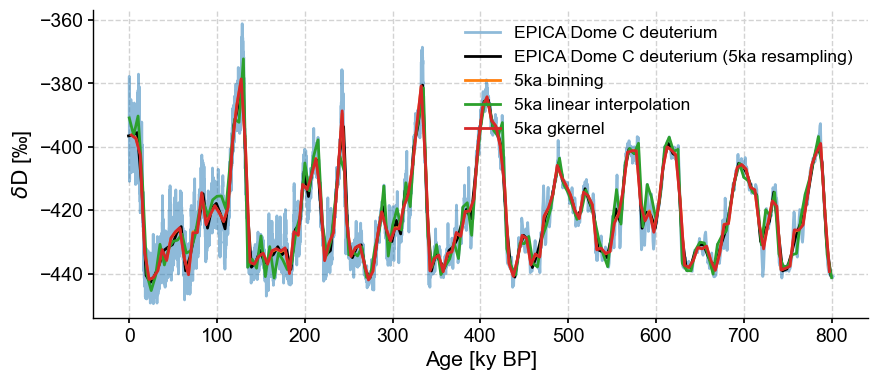 −360
−380
−400
−420
−440
δD [‰]
EPICA Dome C deuterium
EPICA Dome C deuterium (5ka resampling)
5ka binning
5ka linear interpolation
5ka gkernel
0 100 200 300 400 500 600 700 800
Age [ky BP]